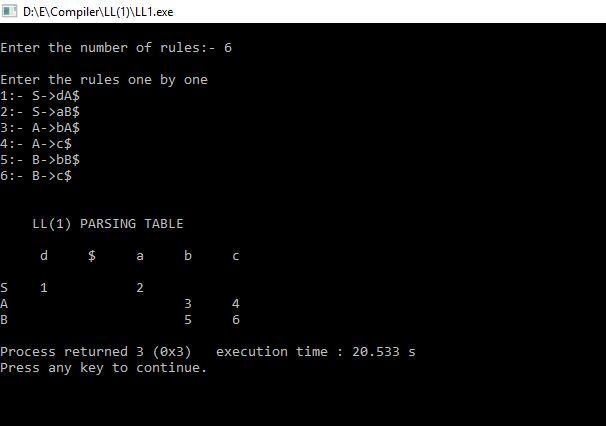 D:\E\Compiler\LL(1)\LL1.exe
Enter the number of rules:- 6
Enter the rules one by one
1:- S->dA$
2:- S->aB$
3:- A->bA$
4:- A->c$
5:- B->bB$
6:- B->c$
LL(1) PARSING TABLE
d $ a b c
S 1 2
A 3 4
B 5 6
Process returned 3 (0x3) execution time : 20.533 s
Press any key to continue.